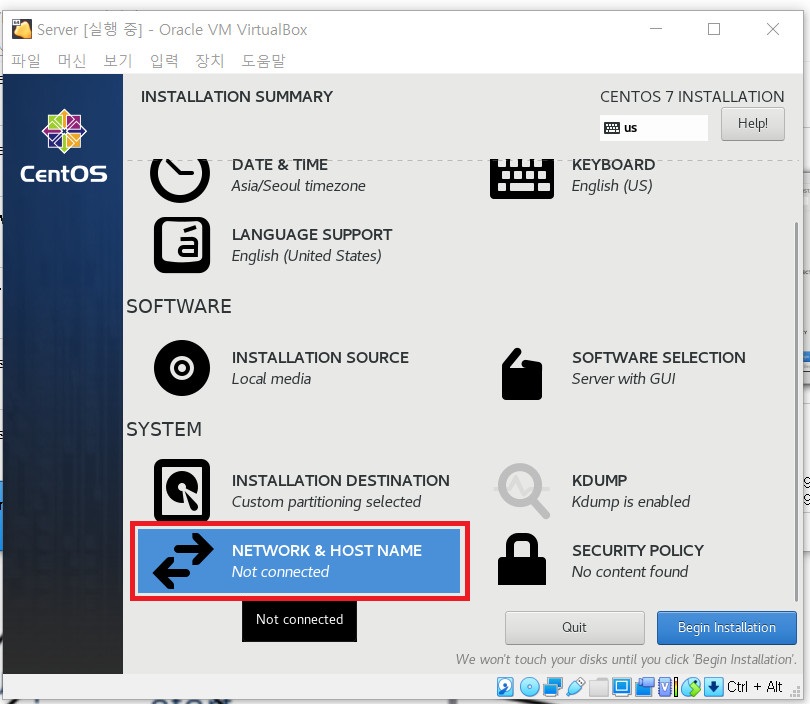 Server [실행 중] - Oracle VM VirtualBox
파일 머신 보기 입력 장치 도움말
INSTALLATION SUMMARY
CENTOS 7 INSTALLATION
us
Help!
CentOS
DATE & TIME
Asia/Seoul timezone
KEYBOARD
English (US)
LANGUAGE SUPPORT
English (United States)
SOFTWARE
INSTALLATION SOURCE
Local media
SOFTWARE SELECTION
Server with GUI
SYSTEM
INSTALLATION DESTINATION
Custom partitioning selected
KDUMP
Kdump is enabled
NETWORK & HOST NAME
Not connected
SECURITY POLICY
No content found
Not connected
Quit
Begin Installation
We won't touch your disks until you click 'Begin Installation'.
Ctrl + Alt